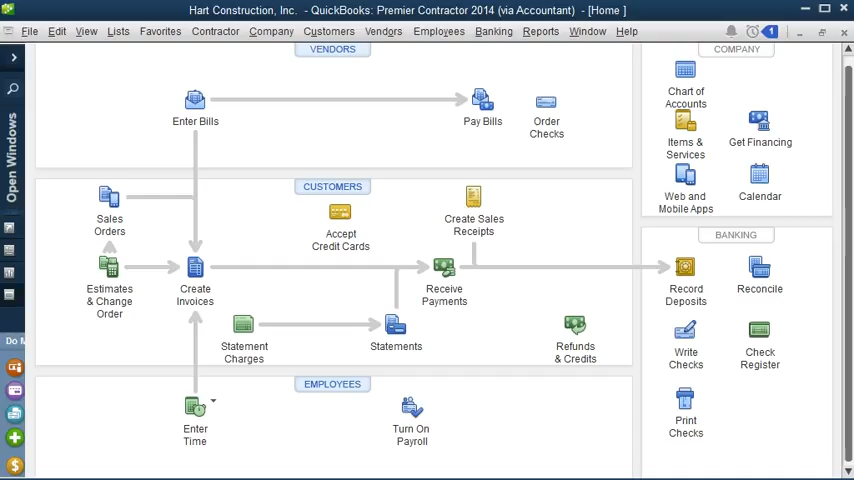 Hart Construction, Inc. - QuickBooks: Premier Contractor 2014 (via Accountant) - [Home ]
File Edit View Lists Favorites Contractor Company Customers Vendors Employees Banking Reports Window Help
1
Open Windows
Do M
VENDORS
Enter Bills
Pay Bills
Order
Checks
CUSTOMERS
Sales
Orders
Accept
Credit Cards
Create Sales
Receipts
Estimates
& Change
Order
Create
Invoices
Receive
Payments
Statement
Charges
Statements
Refunds
& Credits
EMPLOYEES
Enter
Time
Turn On
Payroll
COMPANY
Chart of
Accounts
Items &
Services
Get Financing
Web and
Mobile Apps
Calendar
BANKING
Record
Deposits
Reconcile
Write
Checks
Check
Register
Print
Checks